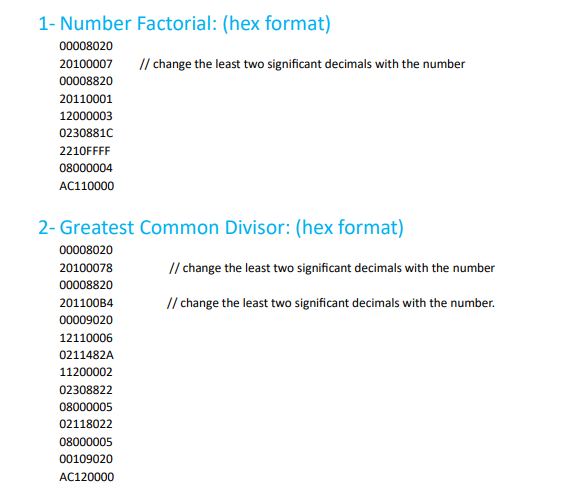 1- Number Factorial: (hex format)
00008020
20100007 // change the least two significant decimals with the number
00008820
20110001
12000003
0230881C
2210FFFF
08000004
AC110000
2- Greatest Common Divisor: (hex format)
00008020
20100078 // change the least two significant decimals with the number
00008820
201100B4 // change the least two significant decimals with the number.
00009020
12110006
0211482A
11200002
02308822
08000005
02118022
08000005
00109020
AC120000